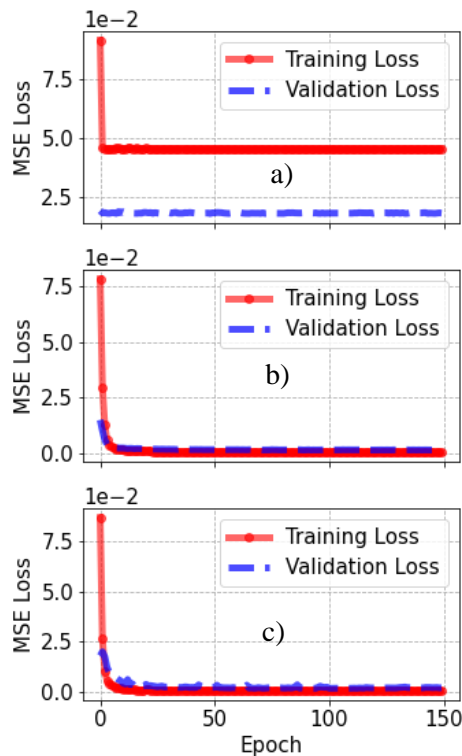 1e−2
7.5
5.0
2.5
MSE Loss
Training Loss
Validation Loss
a)
1e−2
7.5
5.0
2.5
0.0
MSE Loss
Training Loss
Validation Loss
b)
1e−2
7.5
5.0
2.5
0.0
MSE Loss
Training Loss
Validation Loss
c)
0
50
100
150
Epoch